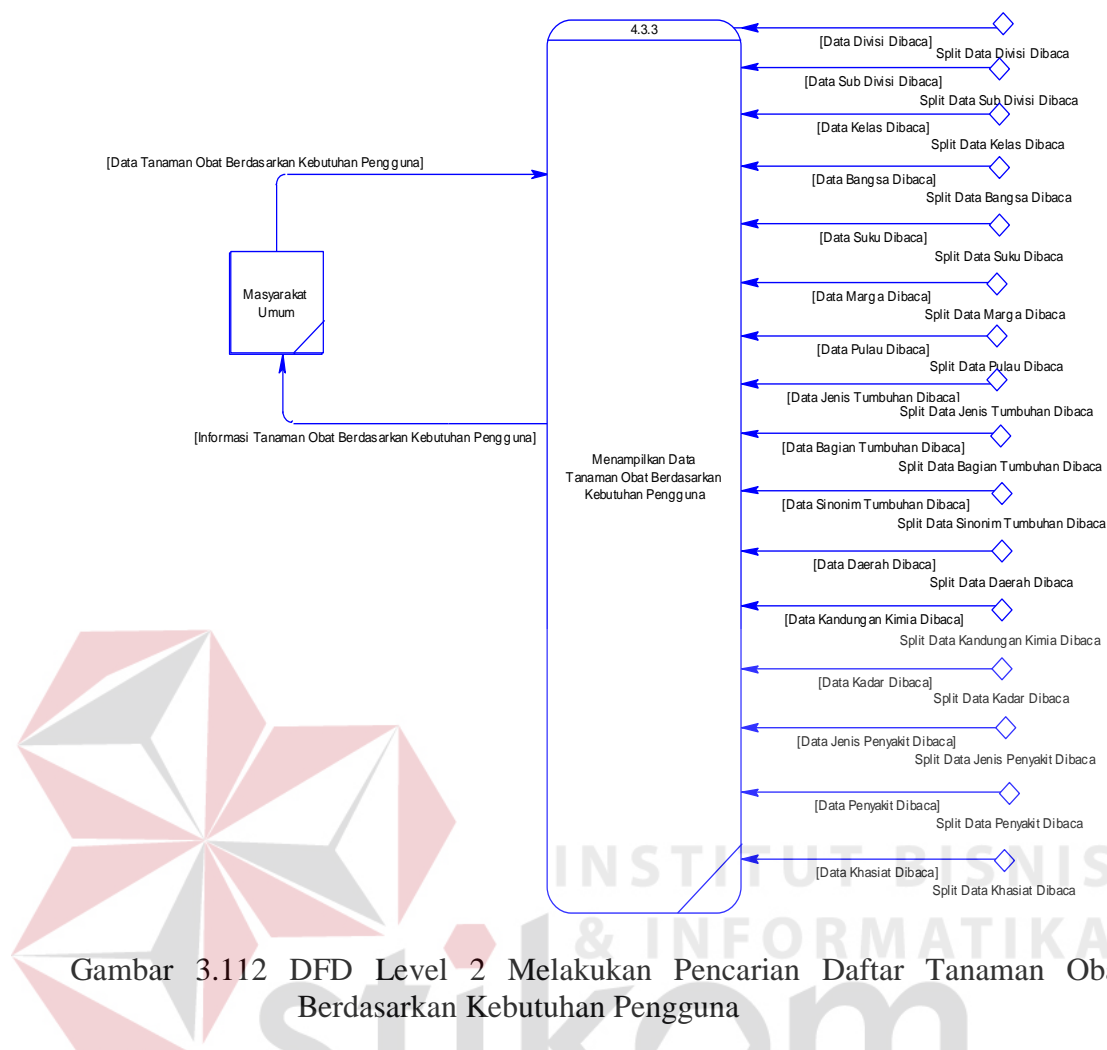 4.3.3
[Data Divisi Dibaca]
Split Data Divisi Dibaca
[Data Sub Divisi Dibaca]
Split Data Sub Divisi Dibaca
[Data Kelas Dibaca]
Split Data Kelas Dibaca
[Data Tanaman Obat Berdasarkan Kebutuhan Pengguna]
[Data Bangsa Dibaca]
Split Data Bangsa Dibaca
[Data Suku Dibaca]
Split Data Suku Dibaca
Masyarakat
Umum
[Data Marga Dibaca]
Split Data Marga Dibaca
[Data Pulau Dibaca]
Split Data Pulau Dibaca
[Data Jenis Tumbuhan Dibaca]
Split Data Jenis Tumbuhan Dibaca
[Informasi Tanaman Obat Berdasarkan Kebutuhan Pengguna]
[Data Bagian Tumbuhan Dibaca]
Split Data Bagian Tumbuhan Dibaca
Menampilkan Data
Tanaman Obat Berdasarkan
Kebutuhan Pengguna
[Data Sinonim Tumbuhan Dibaca]
Split Data Sinonim Tumbuhan Dibaca
[Data Daerah Dibaca]
Split Data Daerah Dibaca
[Data Kandungan Kimia Dibaca]
Split Data Kandungan Kimia Dibaca
[Data Kadar Dibaca]
Split Data Kadar Dibaca
[Data Jenis Penyakit Dibaca]
Split Data Jenis Penyakit Dibaca
[Data Penyakit Dibaca]
Split Data Penyakit Dibaca
[Data Khasiat Dibaca]
Split Data Khasiat Dibaca
INSTITUT BISNIS
& INFORMATIKA
stikom
Gambar 3.112 DFD Level 2 Melakukan Pencarian Daftar Tanaman Oba
Berdasarkan Kebutuhan Pengguna